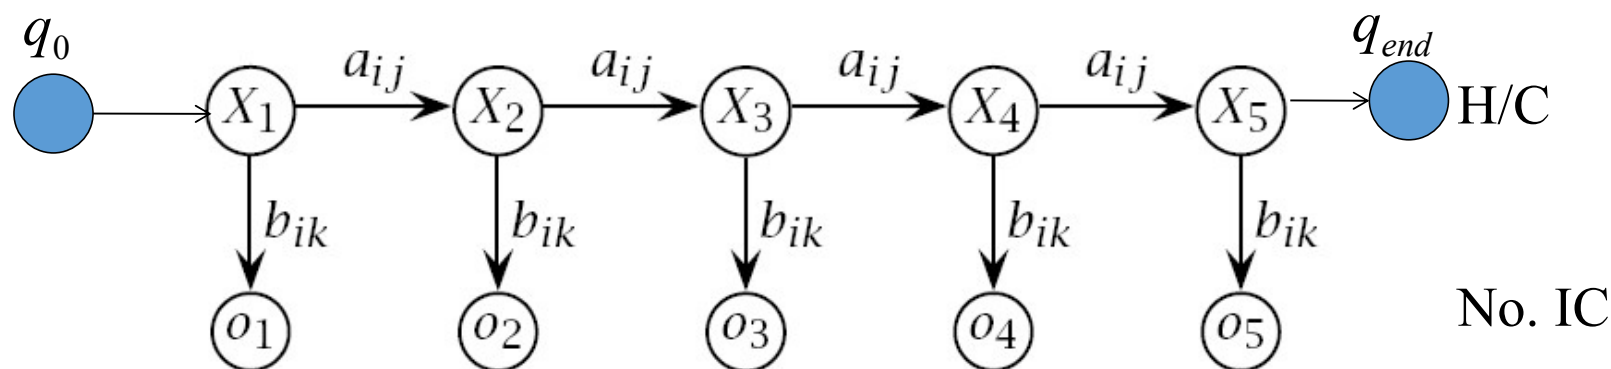 q0 qend
aij aij aij aij
X1 X2 X3 X4 X5 H/C
bik bik bik bik bik
o1 o2 o3 o4 o5 No. IC